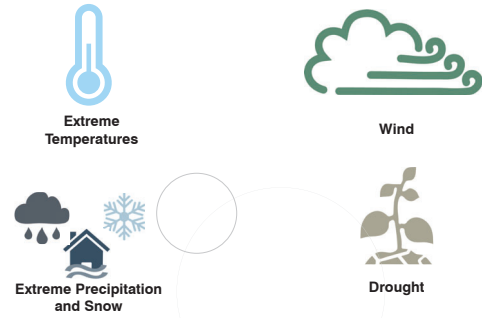 Extreme
Temperatures
Wind
Extreme Precipitation
and Snow
Drought